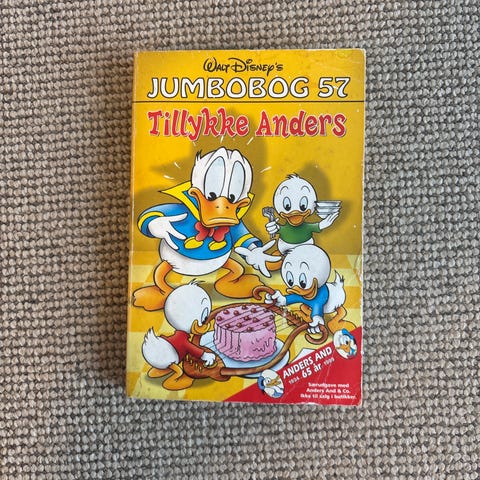 WALT DISNEY'S
JUMBOBOG 57
Tillykke Anders
ANDERS AND
1934 65 år 1999
Særudgave med
Anders And & Co.
Ikke til salg i butikker.